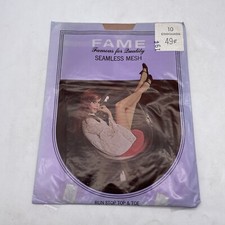 FAME
Famous for Quality
SEAMLESS MESH
10
49¢
RUN STOP TOP & TOE